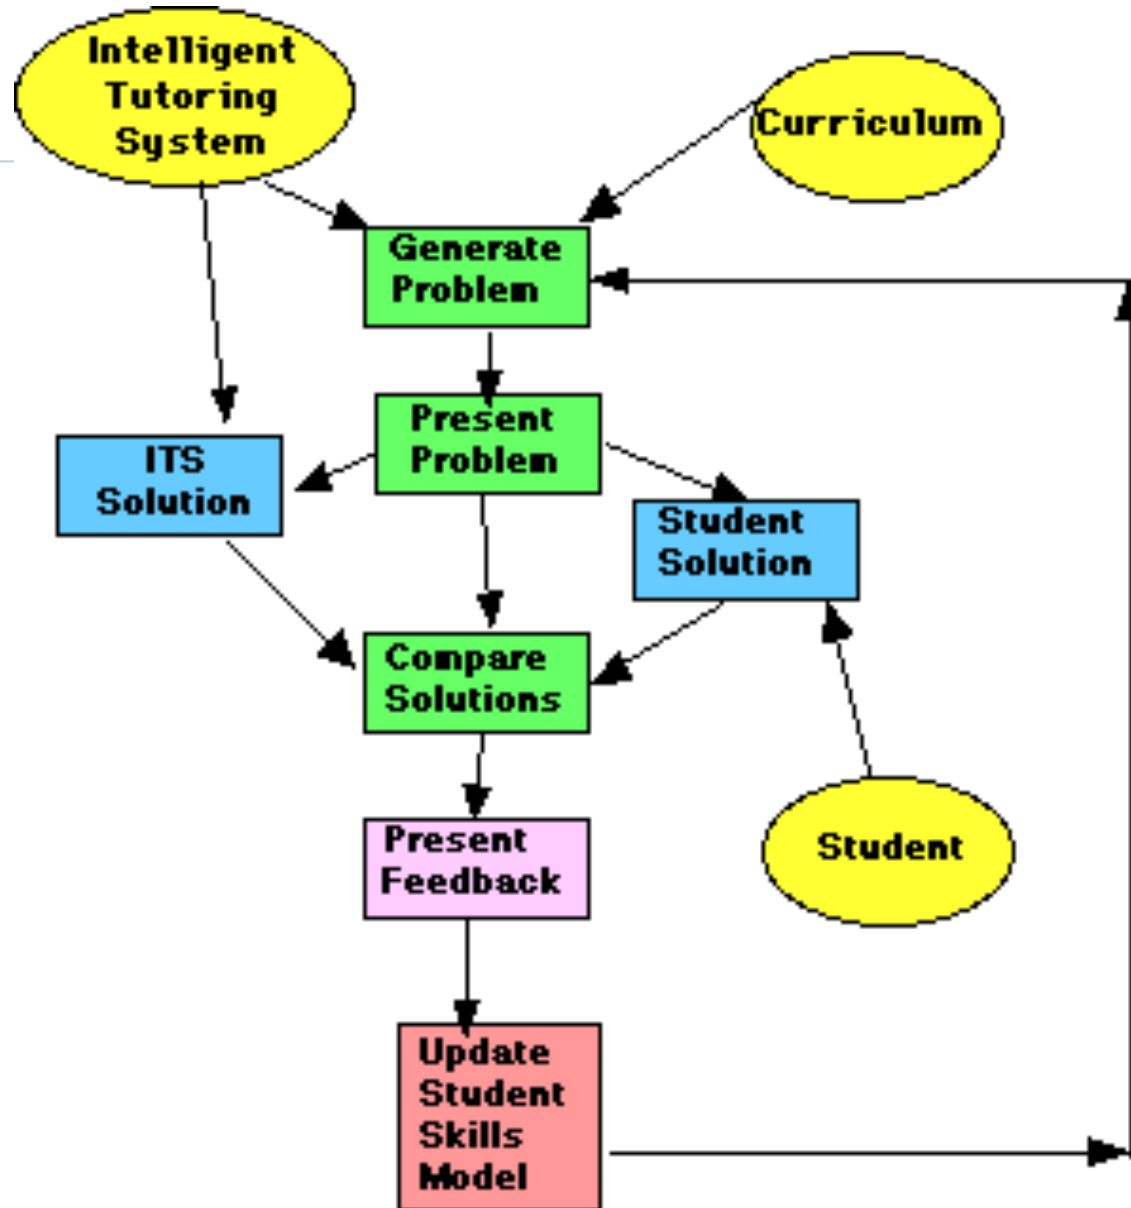 Intelligent
Tutoring
System
Curriculum
Generate
Problem
Present
Problem
ITS
Solution
Student
Solution
Compare
Solutions
Present
Feedback
Student
Update
Student
Skills
Model